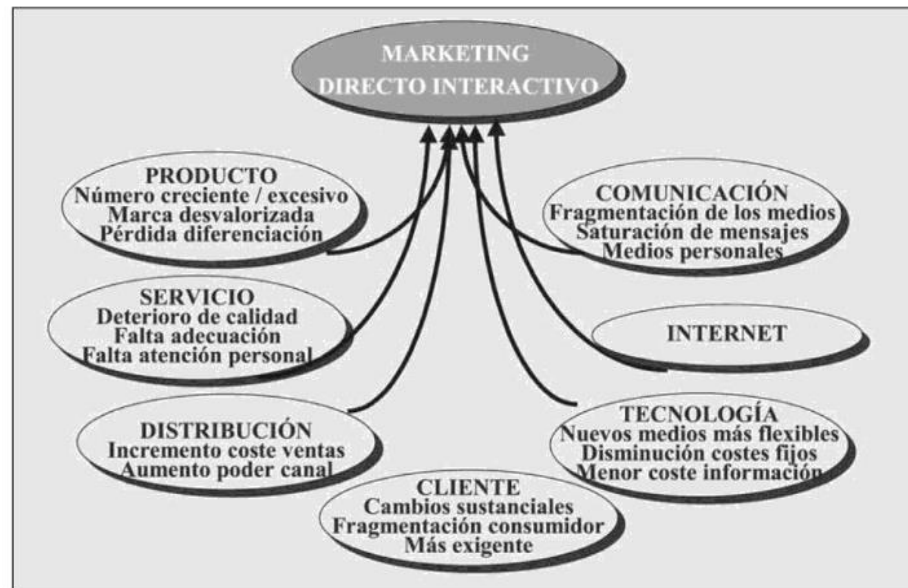 MARKETING
DIRECTO INTERACTIVO
PRODUCTO
Número creciente / excesivo
Marca desvalorizada
Pérdida diferenciación
COMUNICACIÓN
Fragmentación de los medios
Saturación de mensajes
Medios personales
SERVICIO
Deterioro de calidad
Falta adecuación
Falta atención personal
INTERNET
DISTRIBUCIÓN
Incremento coste ventas
Aumento poder canal
TECNOLOGÍA
Nuevos medios más flexibles
Disminución costes fijos
Menor coste información
CLIENTE
Cambios sustanciales
Fragmentación consumidor
Más exigente